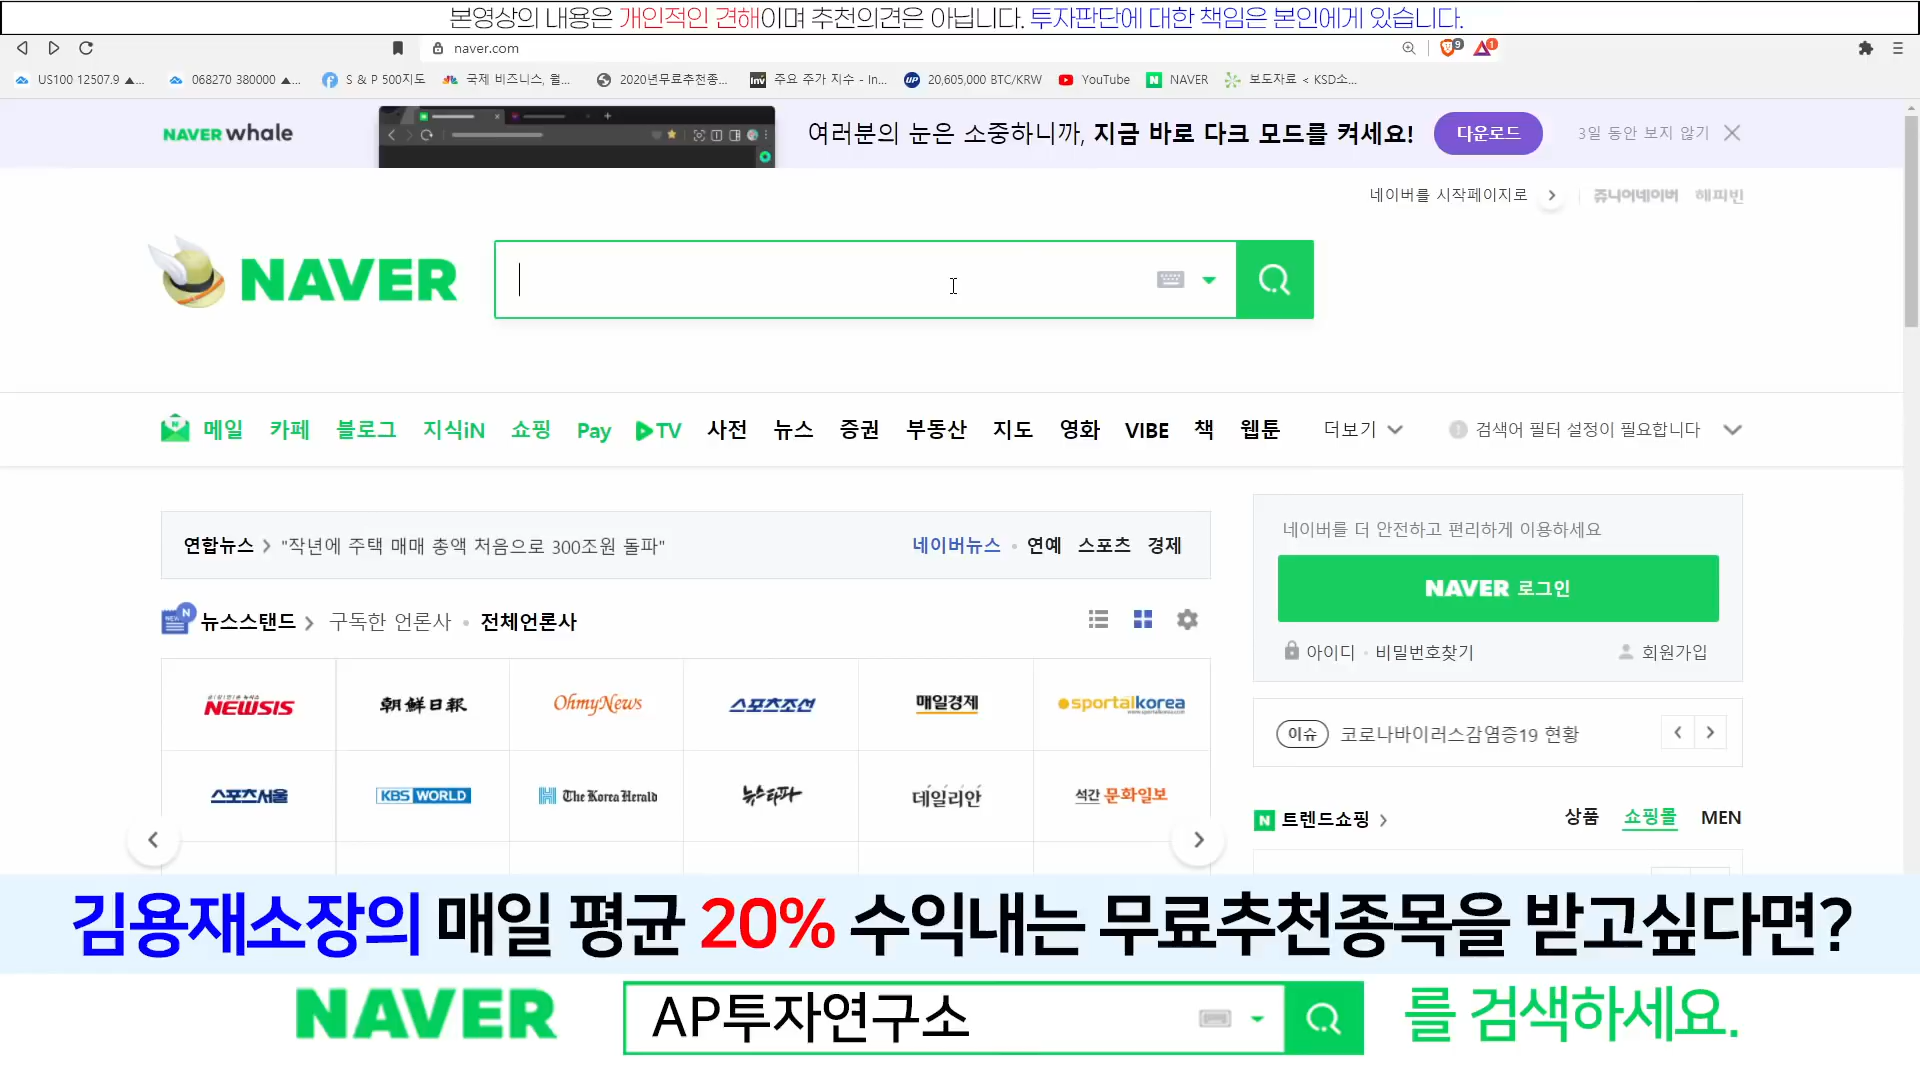 본영상의 내용은 개인적인 견해이며 추천의견은 아닙니다. 투자판단에 대한 책임은 본인에게 있습니다.
naver.com
9
1
US100 12507.9 ▲...
068270 380000 ▲...
S & P 500지도
국제 비즈니스, 월...
2020년무료추천종...
Inv 주요 주가 지수 - In...
UP 20,605,000 BTC/KRW
YouTube
N NAVER
보도자료 < KSD소...
NAVER whale
여러분의 눈은 소중하니까, 지금 바로 다크 모드를 켜세요!
다운로드
3일 동안 보지 않기
네이버를 시작페이지로
쥬니어네이버 해피빈
NAVER
메일 카페 블로그 지식iN 쇼핑 Pay TV 사전 뉴스 증권 부동산 지도 영화 VIBE 책 웹툰 더보기
검색어 필터 설정이 필요합니다
연합뉴스 > "작년에 주택 매매 총액 처음으로 300조원 돌파"
네이버뉴스 연예 스포츠 경제
네이버를 더 안전하고 편리하게 이용하세요
NAVER 로그인
아이디 비밀번호찾기 회원가입
NEW N 뉴스스탠드 > 구독한 언론사 전체언론사
NEWSIS 朝鮮日報 OhmyNews 스포츠조선 매일경제 sportalkorea
스포츠서울 KBS WORLD The Korea Herald 뉴스타파 데일리안 석간 문화일보
이슈 코로나바이러스감염증19 현황
N 트렌드쇼핑 >
상품 쇼핑몰 MEN
김용재소장의 매일 평균 20% 수익내는 무료추천종목을 받고싶다면?
NAVER AP투자연구소 를 검색하세요.